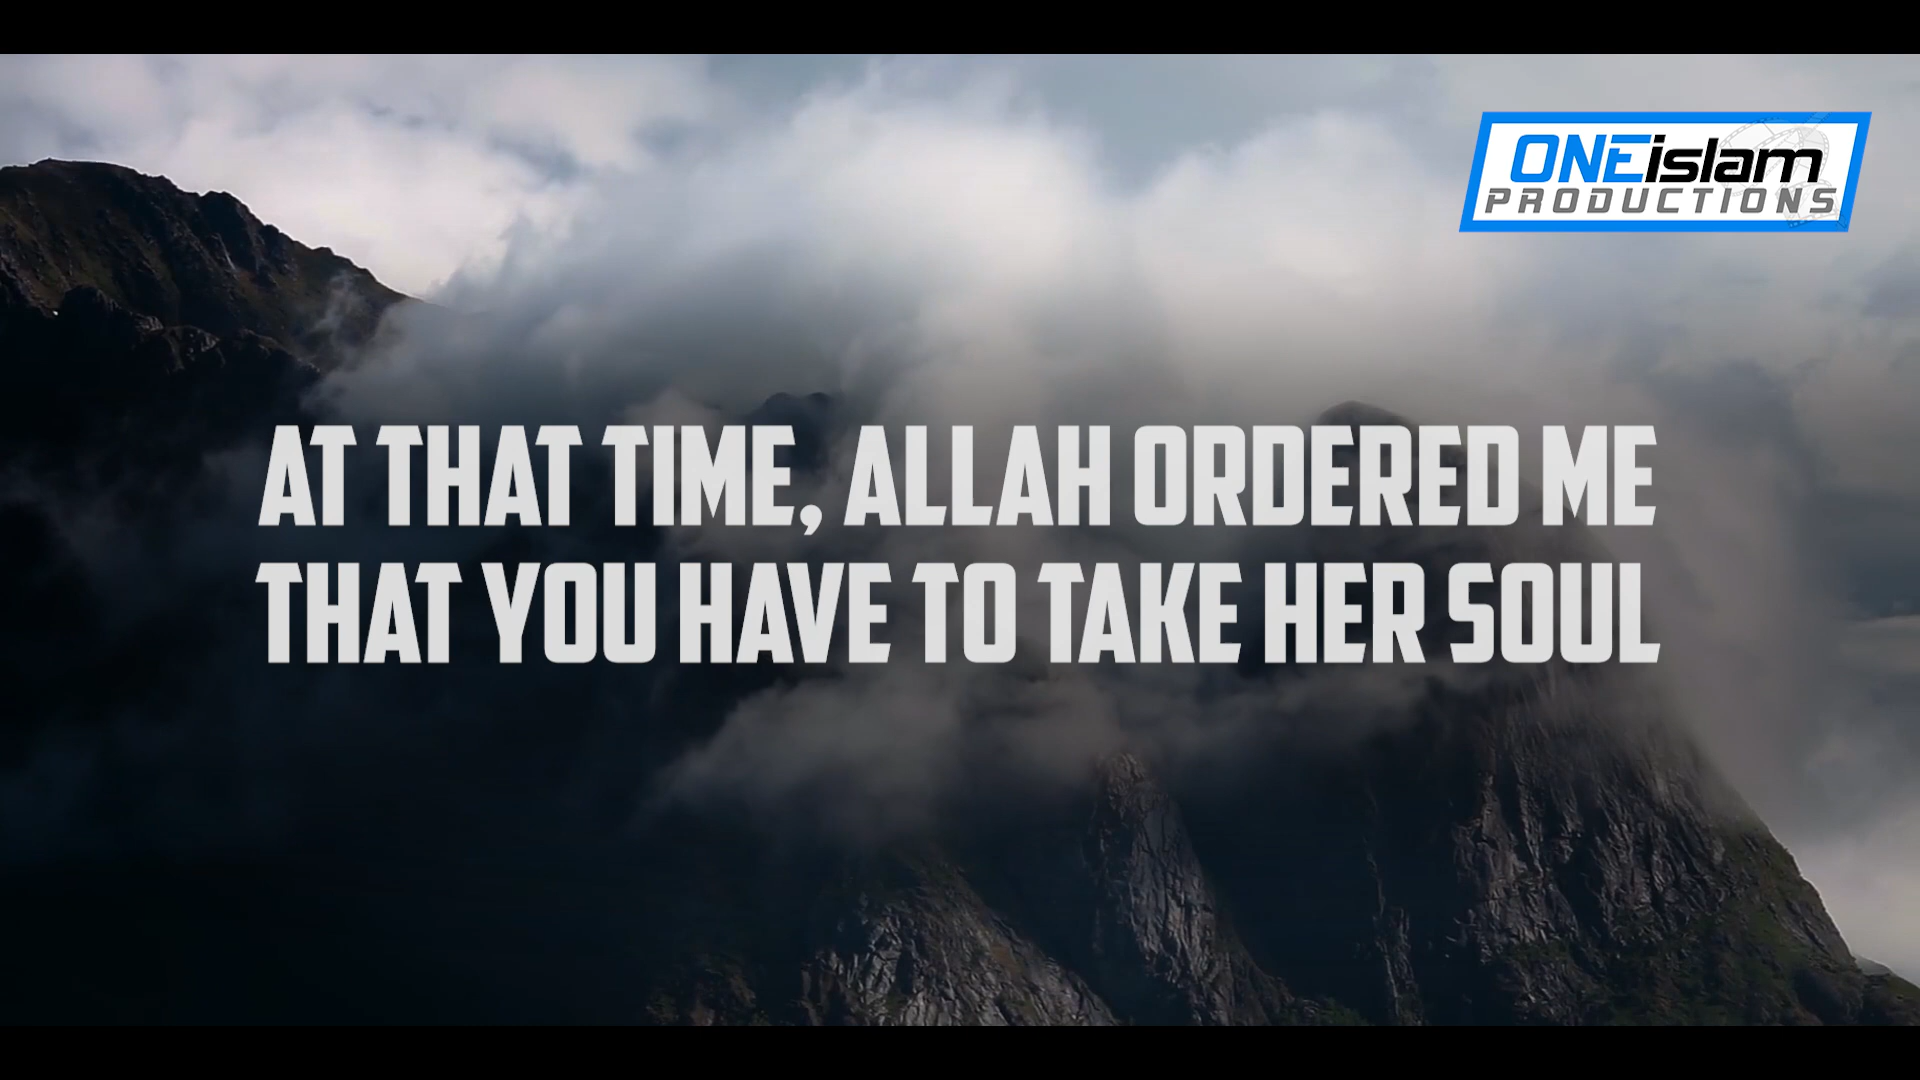 ONEislam
PRODUCTIONS
AT THAT TIME, ALLAH ORDERED ME
THAT YOU HAVE TO TAKE HER SOUL